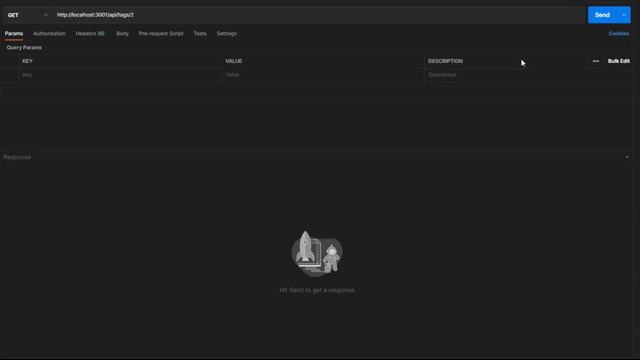 GET http://localhost:3001/api/tags/2 Send
Params Authorization Headers (6) Body Pre-request Script Tests Settings Cookies
Query Params
KEY VALUE DESCRIPTION ••• Bulk Edit
Key Value Description
Response
Hit Send to get a response